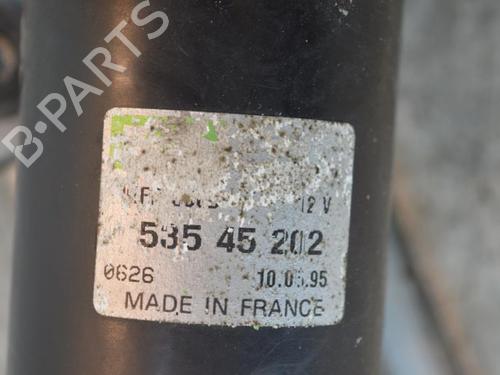 B-PARTS
12 V
535 45 202
0626 10.05.95
MADE IN FRANCE